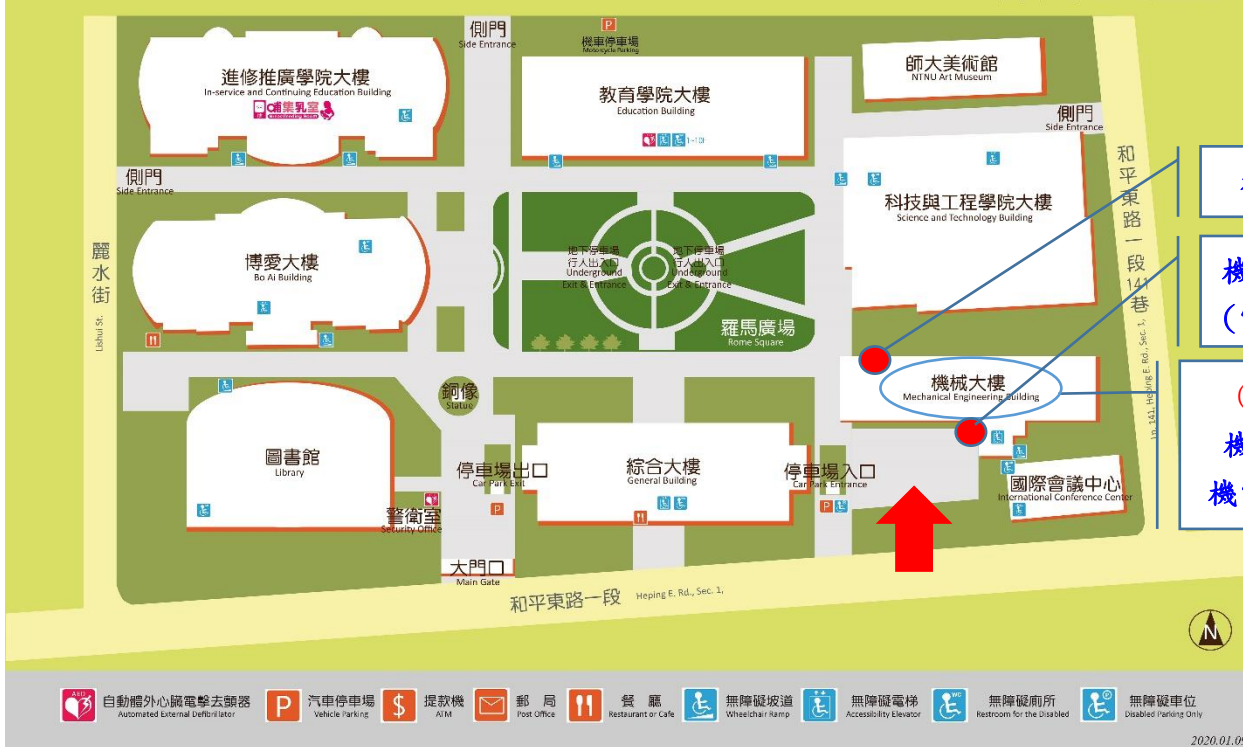 側門
Side Entrance
P
機車停車場
Motorcycle Parking
進修推廣學院大樓
In-service and Continuing Education Building
哺集乳室
Breastfeeding Room
教育學院大樓
Education Building
師大美術館
NTNU Art Museum
側門
Side Entrance
側門
Side Entrance
科技與工程學院大樓
Science and Technology Building
和平東路一段141巷
Ln. 141, Heping E. Rd., Sec. 1,
麗水街
Lishui St.
博愛大樓
Bo Ai Building
地下停車場
行人出入口
Underground
Exit & Entrance
地下停車場
行人出入口
Underground
Exit & Entrance
羅馬廣場
Rome Square
機
(
機械大樓
Mechanical Engineering Building
(
機
機
銅像
Statue
圖書館
Library
停車場出口
Car Park Exit
P
綜合大樓
General Building
停車場入口
Car Park Entrance
P
國際會議中心
International Conference Center
警衛室
Security Office
大門口
Main Gate
和平東路一段 Heping E. Rd., Sec. 1,
N
AED
自動體外心臟電擊去顫器
Automated External Defibrillator
P
汽車停車場
Vehicle Parking
$
提款機
ATM
郵局
Post Office
餐廳
Restaurant or Cafe
無障礙坡道
Wheelchair Ramp
無障礙電梯
Accessibility Elevator
WC
無障礙廁所
Restroom for the Disabled
P
無障礙車位
Disabled Parking Only
2020.01.09